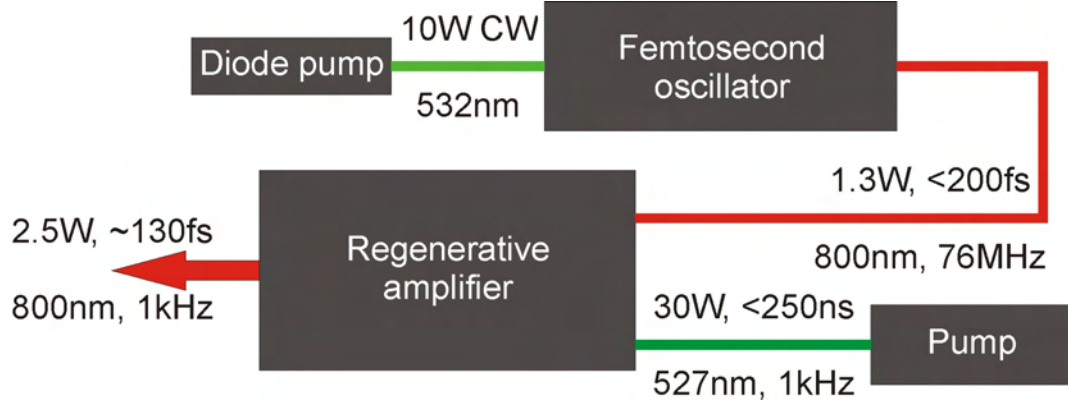 10W CW
Diode pump
532nm
Femtosecond
oscillator
1.3W, <200fs
800nm, 76MHz
2.5W, ~130fs
800nm, 1kHz
Regenerative
amplifier
30W, <250ns
527nm, 1kHz
Pump